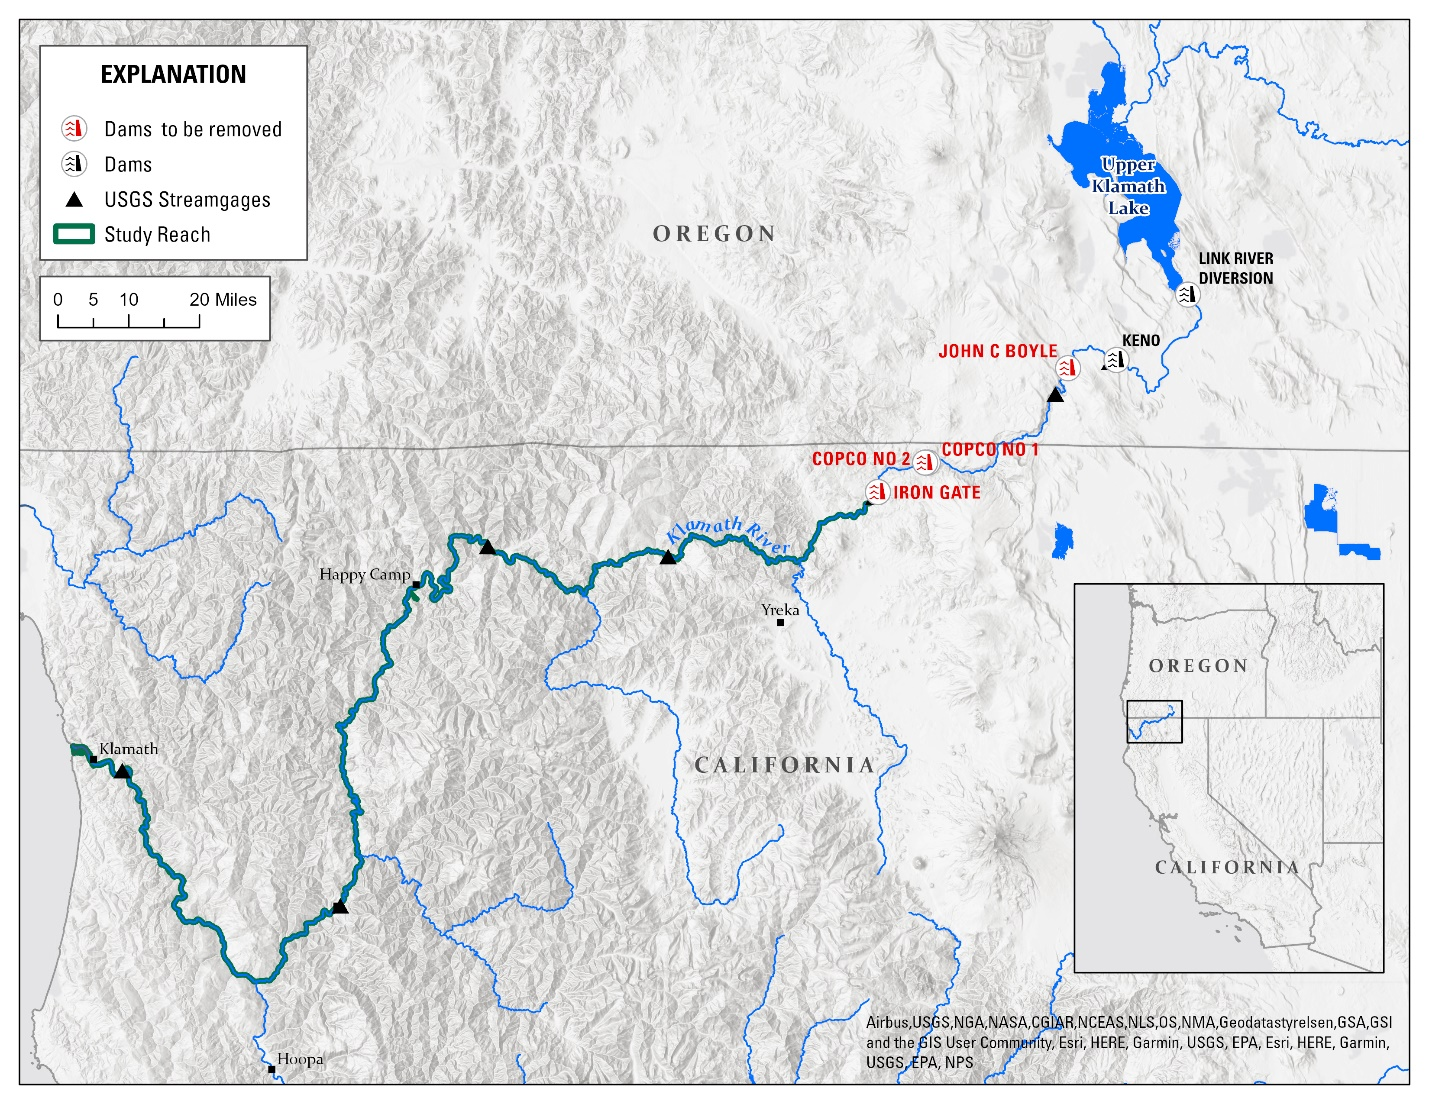 EXPLANATION
Dams to be removed
Dams
USGS Streamgages
Study Reach
0 5 10 20 Miles
OREGON
Upper
Klamath
Lake
LINK RIVER
DIVERSION
KENO
JOHN C BOYLE
COPCO NO 1
COPCO NO 2
IRON GATE
Klamath River
Happy Camp
Yreka
Klamath
CALIFORNIA
Hoopa
OREGON
CALIFORNIA
Airbus,USGS,NGA,NASA,CGIAR,NCEAS,NLS,OS,NMA,Geodatastyrelsen,GSA,GSI
and the GIS User Community, Esri, HERE, Garmin, USGS, EPA, Esri, HERE, Garmin,
USGS, EPA, NPS